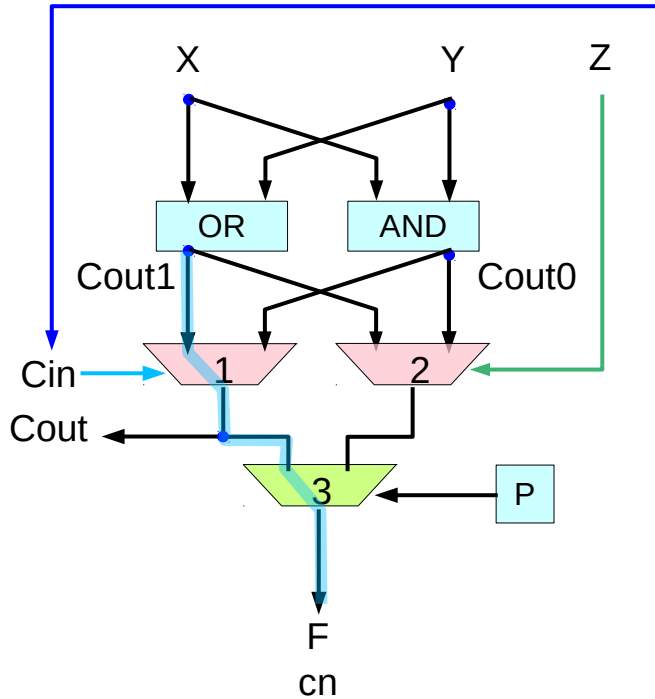 X Y Z
OR AND
Cout1 Cout0
Cin 1 2
Cout
3 P
F
cn